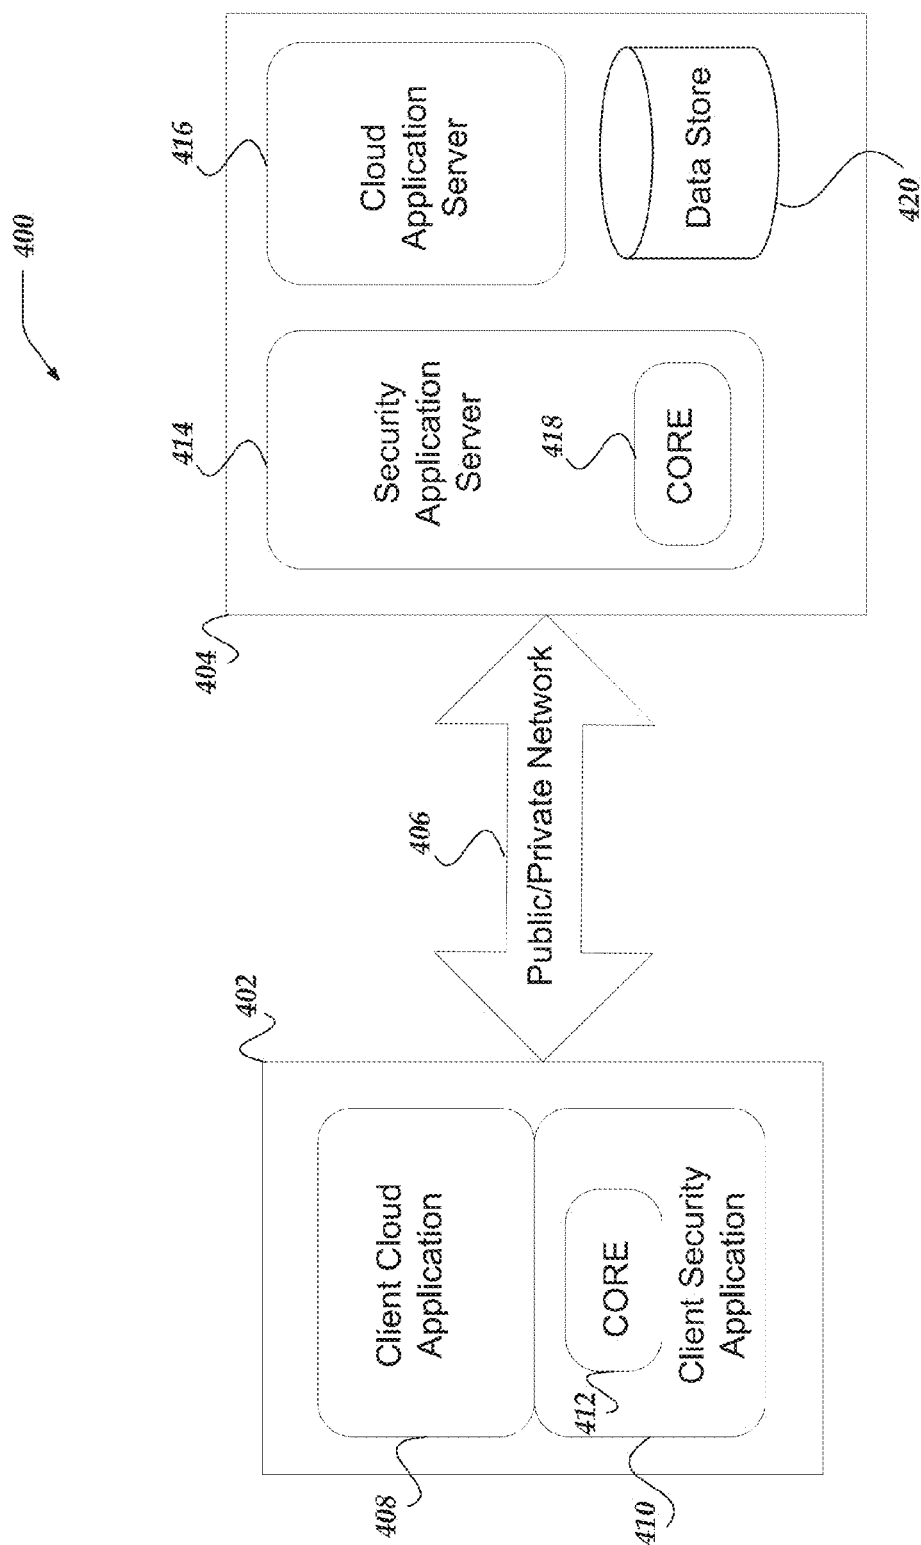 400
402
408
Client Cloud
Application
412
CORE
410
Client Security
Application
406
Public/Private Network
404
414
Security
Application
Server
418
CORE
416
Cloud
Application
Server
Data Store
420